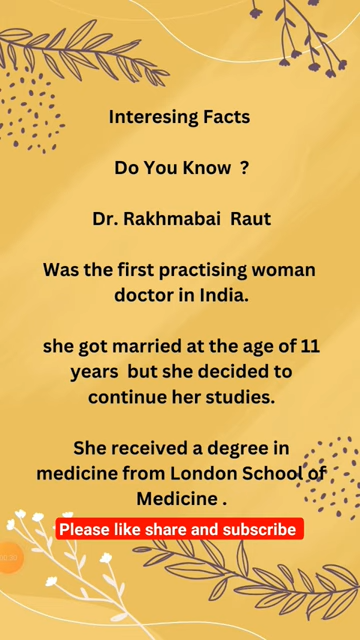 Interesing Facts
Do You Know ?
Dr. Rakhmabai Raut
Was the first practising woman
doctor in India.
she got married at the age of 11
years but she decided to
continue her studies.
She received a degree in
medicine from London School of
Medicine .
Please like share and subscribe